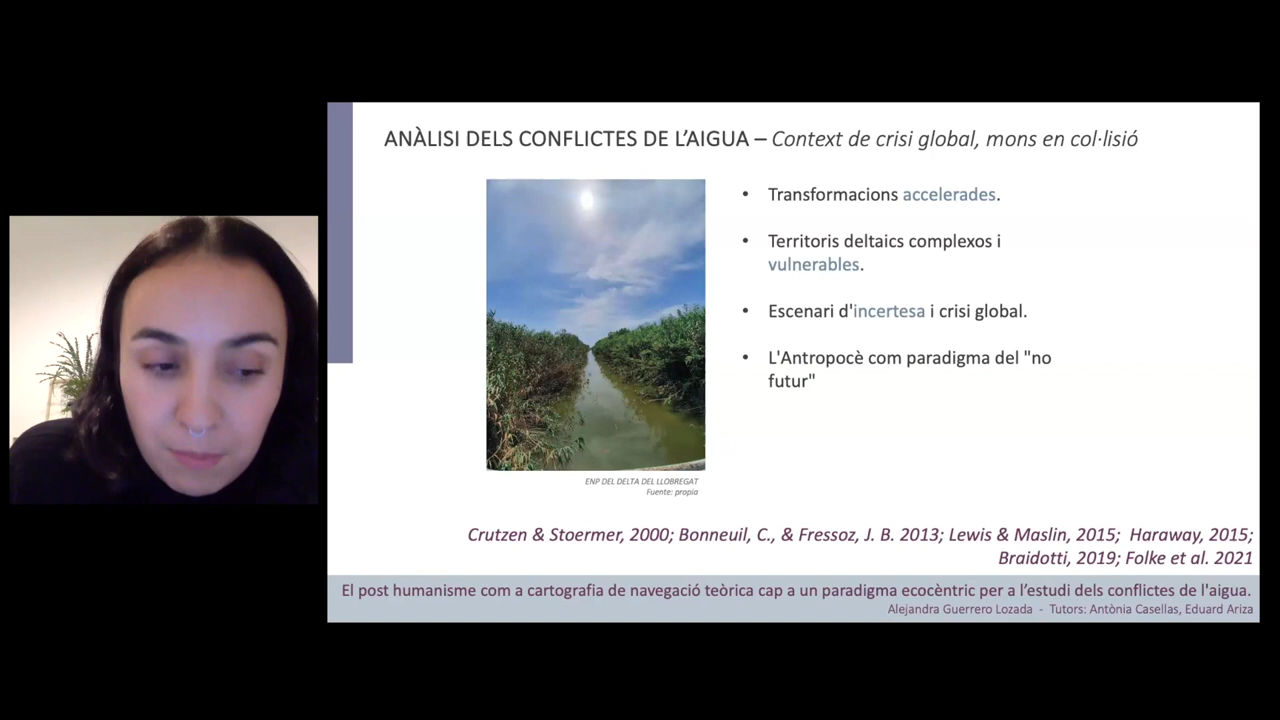 ANÀLISI DELS CONFLICTES DE L'AIGUA – Context de crisi global, mons en col·lisió
• Transformacions accelerades.
• Territoris deltaics complexos i
vulnerables.
• Escenari d'incertesa i crisi global.
• L'Antropocè com paradigma del "no
futur"
ENP DEL DELTA DEL LLOBREGAT
Fuente: propia
Crutzen & Stoermer, 2000; Bonneuil, C., & Fressoz, J. B. 2013; Lewis & Maslin, 2015; Haraway, 2015;
Braidotti, 2019; Folke et al. 2021
El post humanisme com a cartografia de navegació teòrica cap a un paradigma ecocèntric per a l'estudi dels conflictes de l'aigua.
Alejandra Guerrero Lozada - Tutors: Antònia Casellas, Eduard Ariza